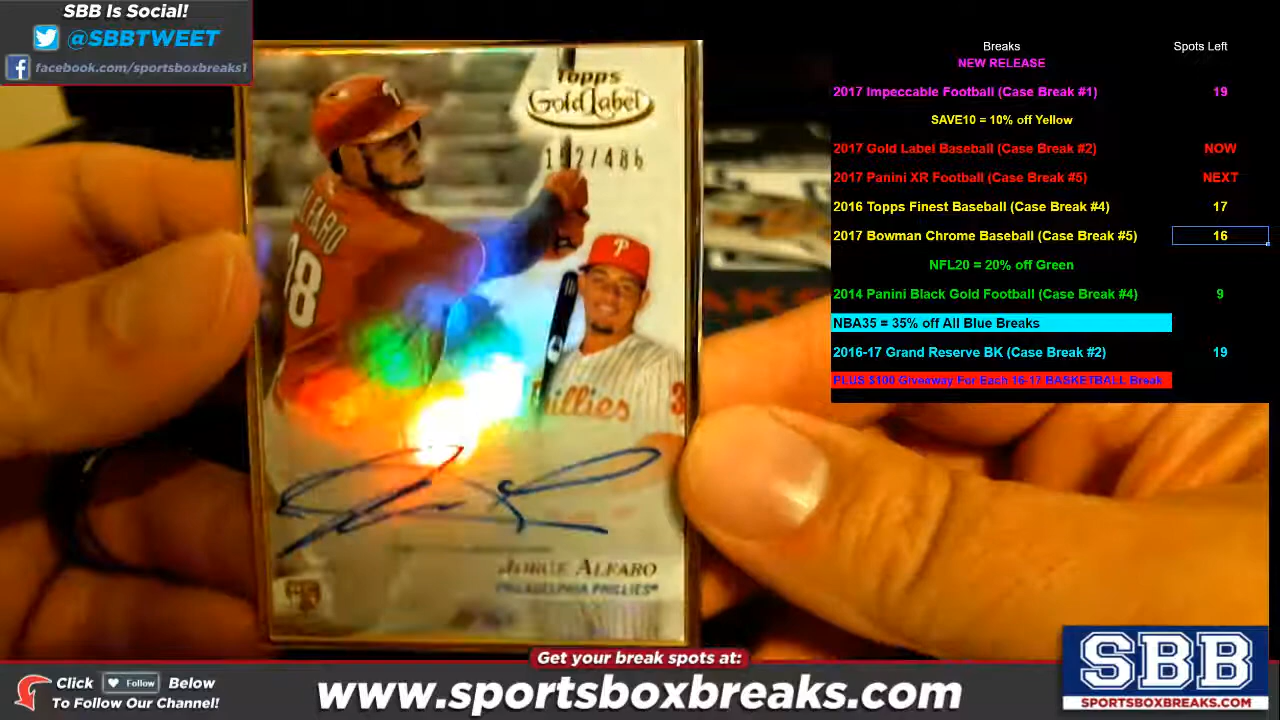 SBB Is Social!
@SBBTWEET
facebook.com/sportsboxbreaks1
Topps
Gold Label
/486
LFARO
38
Phillies
3
JORGE ALFARO
PHILADELPHIA PHILLIES®
Breaks Spots Left
NEW RELEASE
2017 Impeccable Football (Case Break #1) 19
SAVE10 = 10% off Yellow
2017 Gold Label Baseball (Case Break #2) NOW
2017 Panini XR Football (Case Break #5) NEXT
2016 Topps Finest Baseball (Case Break #4) 17
2017 Bowman Chrome Baseball (Case Break #5) 16
NFL20 = 20% off Green
2014 Panini Black Gold Football (Case Break #4) 9
NBA35 = 35% off All Blue Breaks
2016-17 Grand Reserve BK (Case Break #2) 19
PLUS $100 Giveaway For Each 16-17 BASKETBALL Break
Get your break spots at:
Click Follow Below
To Follow Our Channel!
www.sportsboxbreaks.com
SBB
SPORTSBOXBREAKS.COM